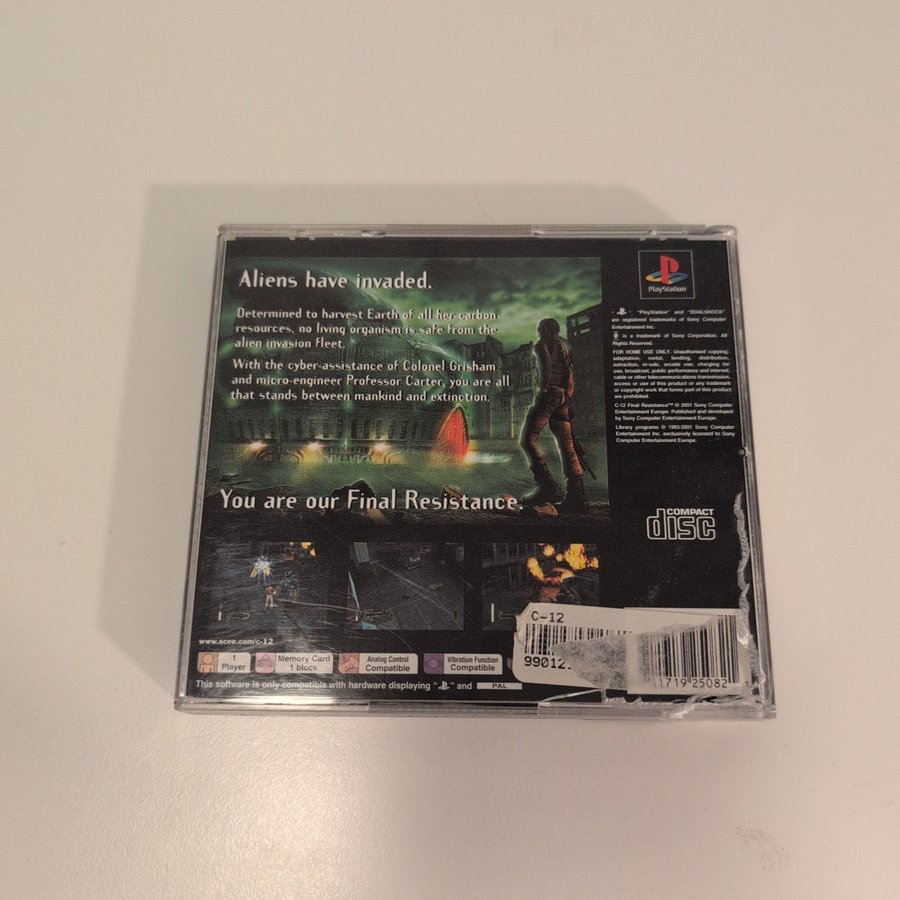 Aliens have invaded.
Determined to harvest Earth of all her carbon
resources, no living organism is safe from the
alien invasion fleet.
With the cyber-assistance of Colonel Grisham
and micro-engineer Professor Carter, you are all
that stands between mankind and extinction.
You are our Final Resistance.
PlayStation
" ", "PlayStation" and "DUALSHOCK"
are registered trademarks of Sony Computer
Entertainment Inc.
" " is a trademark of Sony Corporation. All
Rights Reserved.
FOR HOME USE ONLY. Unauthorised copying,
adaptation, rental, lending, distribution,
extraction, re-sale, arcade use, charging for
use, broadcast, public performance and internet,
cable or other telecommunications transmission,
access or use of this product or any trademark
or copyright work that forms part of this product
are prohibited.
C-12 Final Resistance™ © 2001 Sony Computer
Entertainment Europe. Published and developed
by Sony Computer Entertainment Europe.
Library programs © 1993-2001 Sony Computer
Entertainment Inc. exclusively licensed to Sony
Computer Entertainment Europe.
COMPACT
disc
www.scee.com/c-12
1
Player
Memory Card
1 block
Analog Control
Compatible
Vibration Function
Compatible
This software is only compatible with hardware displaying " " and PAL
C-12
9901
11719 25082